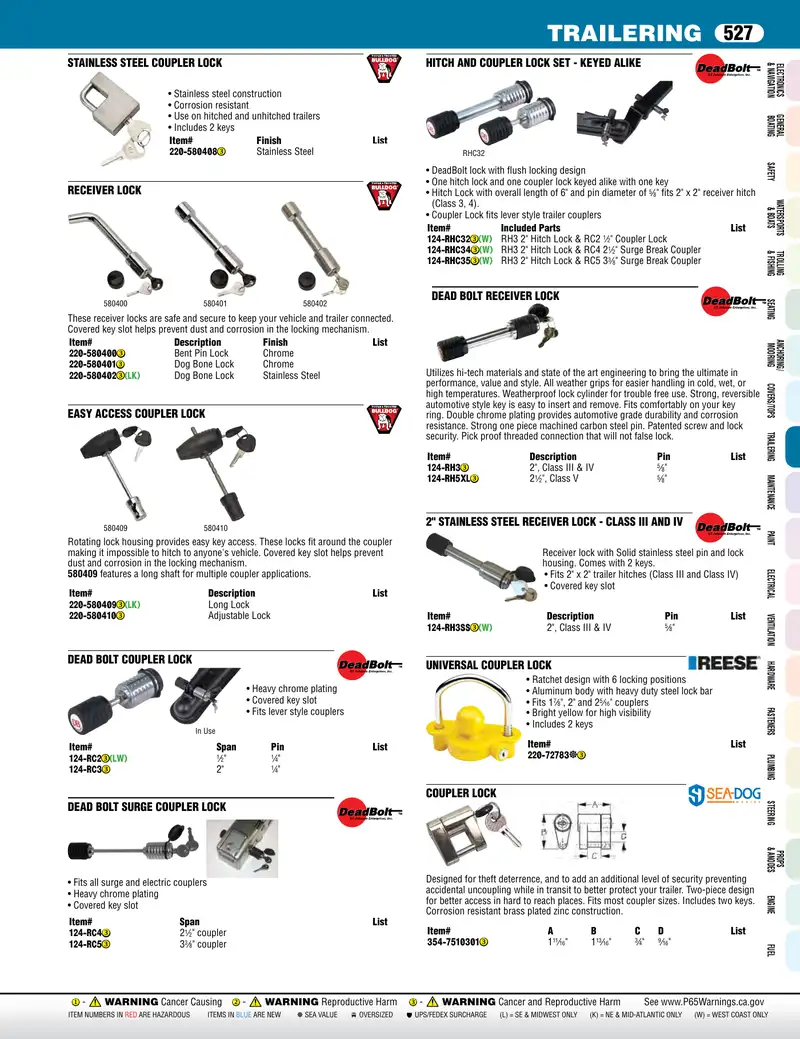 TRAILERING 527
STAINLESS STEEL COUPLER LOCK
BULLDOG
• Stainless steel construction
• Corrosion resistant
• Use on hitched and unhitched trailers
• Includes 2 keys
Item# Finish List
220-580408③ Stainless Steel
RECEIVER LOCK
BULLDOG
580400 580401 580402
These receiver locks are safe and secure to keep your vehicle and trailer connected.
Covered key slot helps prevent dust and corrosion in the locking mechanism.
Item# Description Finish List
220-580400③ Bent Pin Lock Chrome
220-580401③ Dog Bone Lock Chrome
220-580402③(LK) Dog Bone Lock Stainless Steel
EASY ACCESS COUPLER LOCK
BULLDOG
580409 580410
Rotating lock housing provides easy key access. These locks fit around the coupler
making it impossible to hitch to anyone's vehicle. Covered key slot helps prevent
dust and corrosion in the locking mechanism.
580409 features a long shaft for multiple coupler applications.
Item# Description List
220-580409③(LK) Long Lock
220-580410③ Adjustable Lock
DEAD BOLT COUPLER LOCK
DeadBolt
• Heavy chrome plating
• Covered key slot
• Fits lever style couplers
In Use
Item# Span Pin List
124-RC2③(LW) ½" ¼"
124-RC3③ 2" ¼"
DEAD BOLT SURGE COUPLER LOCK
DeadBolt
• Fits all surge and electric couplers
• Heavy chrome plating
• Covered key slot
Item# Span List
124-RC4③ 2½" coupler
124-RC5③ 3⅜" coupler
HITCH AND COUPLER LOCK SET - KEYED ALIKE
DeadBolt
RHC32
• DeadBolt lock with flush locking design
• One hitch lock and one coupler lock keyed alike with one key
• Hitch Lock with overall length of 6" and pin diameter of ⅝" fits 2" x 2" receiver hitch
(Class 3, 4).
• Coupler Lock fits lever style trailer couplers
Item# Included Parts List
124-RHC32③(W) RH3 2" Hitch Lock & RC2 ½" Coupler Lock
124-RHC34③(W) RH3 2" Hitch Lock & RC4 2½" Surge Break Coupler
124-RHC35③(W) RH3 2" Hitch Lock & RC5 3⅜" Surge Break Coupler
DEAD BOLT RECEIVER LOCK
DeadBolt
Utilizes hi-tech materials and state of the art engineering to bring the ultimate in
performance, value and style. All weather grips for easier handling in cold, wet, or
high temperatures. Weatherproof lock cylinder for trouble free use. Strong, reversible
automotive style key is easy to insert and remove. Fits comfortably on your key
ring. Double chrome plating provides automotive grade durability and corrosion
resistance. Strong one piece machined carbon steel pin. Patented screw and lock
security. Pick proof threaded connection that will not false lock.
Item# Description Pin List
124-RH3③ 2", Class III & IV ⅝"
124-RH5XL③ 2½", Class V ⅝"
2" STAINLESS STEEL RECEIVER LOCK - CLASS III AND IV
DeadBolt
Receiver lock with Solid stainless steel pin and lock
housing. Comes with 2 keys.
• Fits 2" x 2" trailer hitches (Class III and Class IV)
• Covered key slot
Item# Description Pin List
124-RH3SS③(W) 2", Class III & IV ⅝"
UNIVERSAL COUPLER LOCK
REESE
• Ratchet design with 6 locking positions
• Aluminum body with heavy duty steel lock bar
• Fits 1⅞", 2" and 2⁵⁄₁₆" couplers
• Bright yellow for high visibility
• Includes 2 keys
Item# List
220-72783③
COUPLER LOCK
SEA-DOG
A
B
D
C
Designed for theft deterrence, and to add an additional level of security preventing
accidental uncoupling while in transit to better protect your trailer. Two-piece design
for better access in hard to reach places. Fits most coupler sizes. Includes two keys.
Corrosion resistant brass plated zinc construction.
Item# A B C D List
354-7510301③ 1¹¹⁄₁₆" 1¹³⁄₁₆" ¾" ⁹⁄₁₆"
ELECTRONICS
& NAVIGATION
GENERAL
BOATING
SAFETY
WATERSPORTS
& BOATS
TROLLING
& FISHING
SEATING
ANCHORING/
MOORING
COVERS/TOPS
TRAILERING
MAINTENANCE
PAINT
ELECTRICAL
VENTILATION
HARDWARE
FASTENERS
PLUMBING
STEERING
PROPS
& ANODES
ENGINE
FUEL
① - WARNING Cancer Causing ② - WARNING Reproductive Harm ③ - WARNING Cancer and Reproductive Harm See www.P65Warnings.ca.gov
ITEM NUMBERS IN RED ARE HAZARDOUS ITEMS IN BLUE ARE NEW SEA VALUE OVERSIZED UPS/FEDEX SURCHARGE (L) = SE & MIDWEST ONLY (K) = NE & MID-ATLANTIC ONLY (W) = WEST COAST ONLY